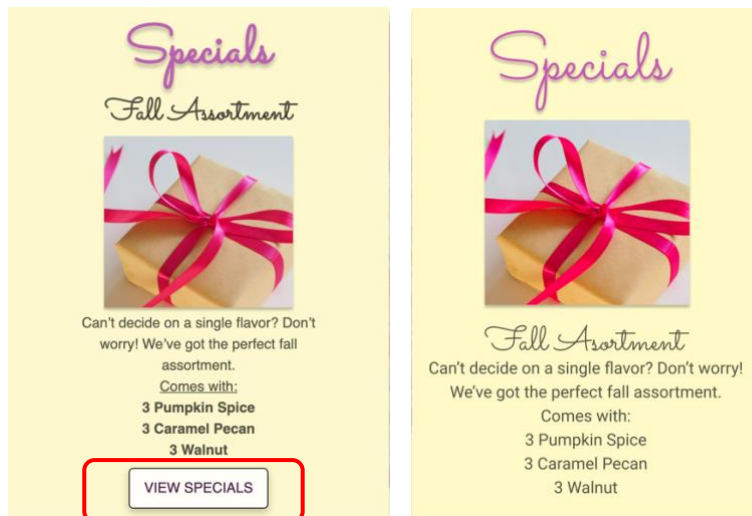 Specials
Fall Assortment
Can't decide on a single flavor? Don't
worry! We've got the perfect fall
assortment.
Comes with:
3 Pumpkin Spice
3 Caramel Pecan
3 Walnut
VIEW SPECIALS
Specials
Fall Asortment
Can't decide on a single flavor? Don't worry!
We've got the perfect fall assortment.
Comes with:
3 Pumpkin Spice
3 Caramel Pecan
3 Walnut